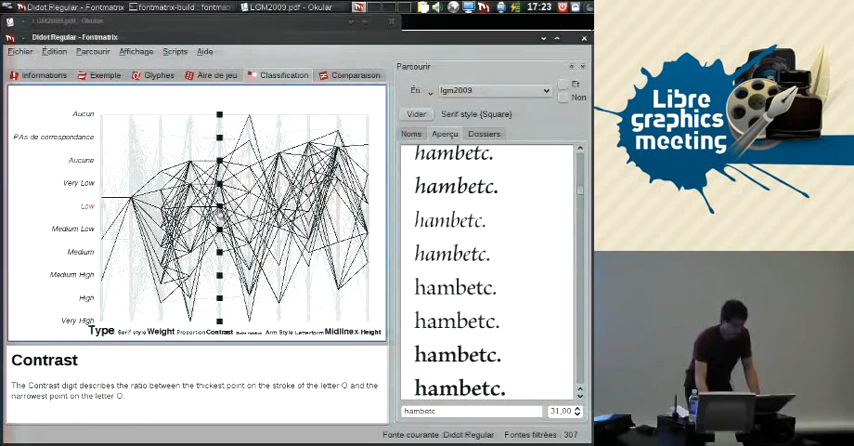 Didot Regular - Fontmatrix
fontmatrix-build : fontmat
LGM2009.pdf - Okular
17:23
LGM2009.pdf - Okular
Didot Regular - Fontmatrix
Fichier Édition Parcourir Affichage Scripts Aide
Informations Exemple Glyphes Aire de jeu Classification Comparaison
Aucun
PAs de correspondance
Aucune
Very Low
Low
Medium Low
Medium
Medium High
High
Very High
Type Serif style Weight Proportion Contrast Arm Style Letterform Midline X-Height
Contrast
The Contrast digit describes the ratio between the thickest point on the stroke of the letter O and the
narrowest point on the letter O.
Parcourir
Éti. lgm2009 Et
Non
Vider Serif style {Square}
Noms Aperçu Dossiers
hambetc.
hambetc.
hambetc.
hambetc.
hambetc.
hambetc.
hambetc.
hambetc.
hambetc. 31,00
Fonte courante :Didot Regular Fontes filtrées : 307
Libre
graphics
meeting